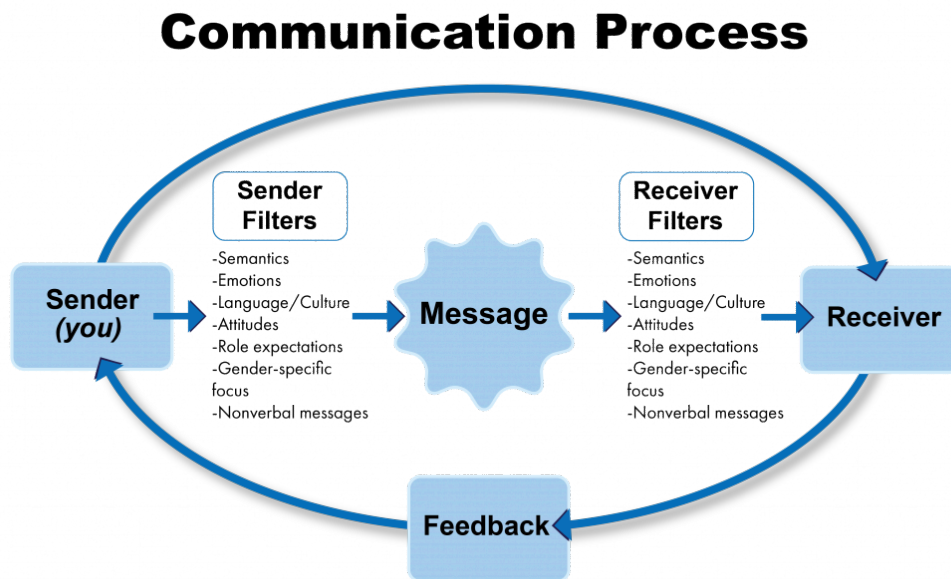 Communication Process
Sender
Filters
-Semantics
-Emotions
-Language/Culture
-Attitudes
-Role expectations
-Gender-specific
focus
-Nonverbal messages
Receiver
Filters
-Semantics
-Emotions
-Language/Culture
-Attitudes
-Role expectations
-Gender-specific
focus
-Nonverbal messages
Sender
(you)
Message
Receiver
Feedback